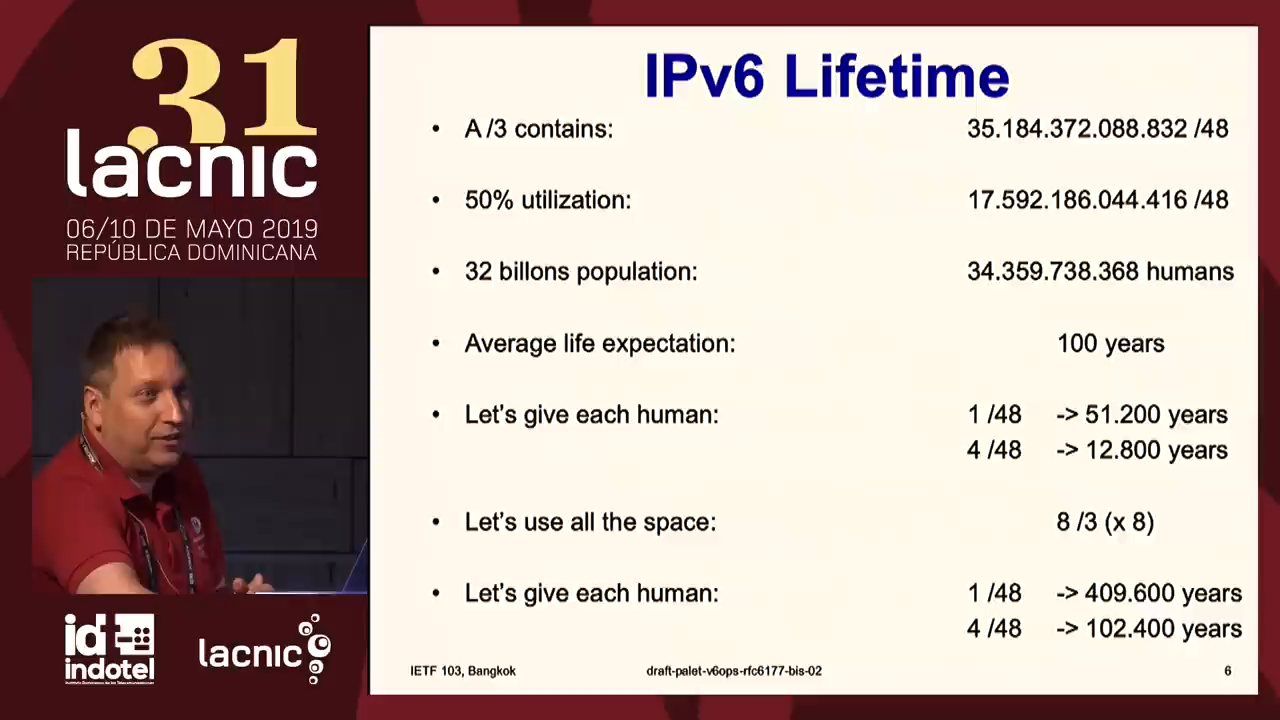 31
lacnic
06/10 DE MAYO 2019
REPÚBLICA DOMINICANA
IPv6 Lifetime
• A /3 contains: 35.184.372.088.832 /48
• 50% utilization: 17.592.186.044.416 /48
• 32 billons population: 34.359.738.368 humans
• Average life expectation: 100 years
• Let's give each human: 1 /48 -> 51.200 years
4 /48 -> 12.800 years
• Let's use all the space: 8 /3 (x 8)
• Let's give each human: 1 /48 -> 409.600 years
4 /48 -> 102.400 years
IETF 103, Bangkok draft-palet-v6ops-rfc6177-bis-02 6
indotel
lacnic